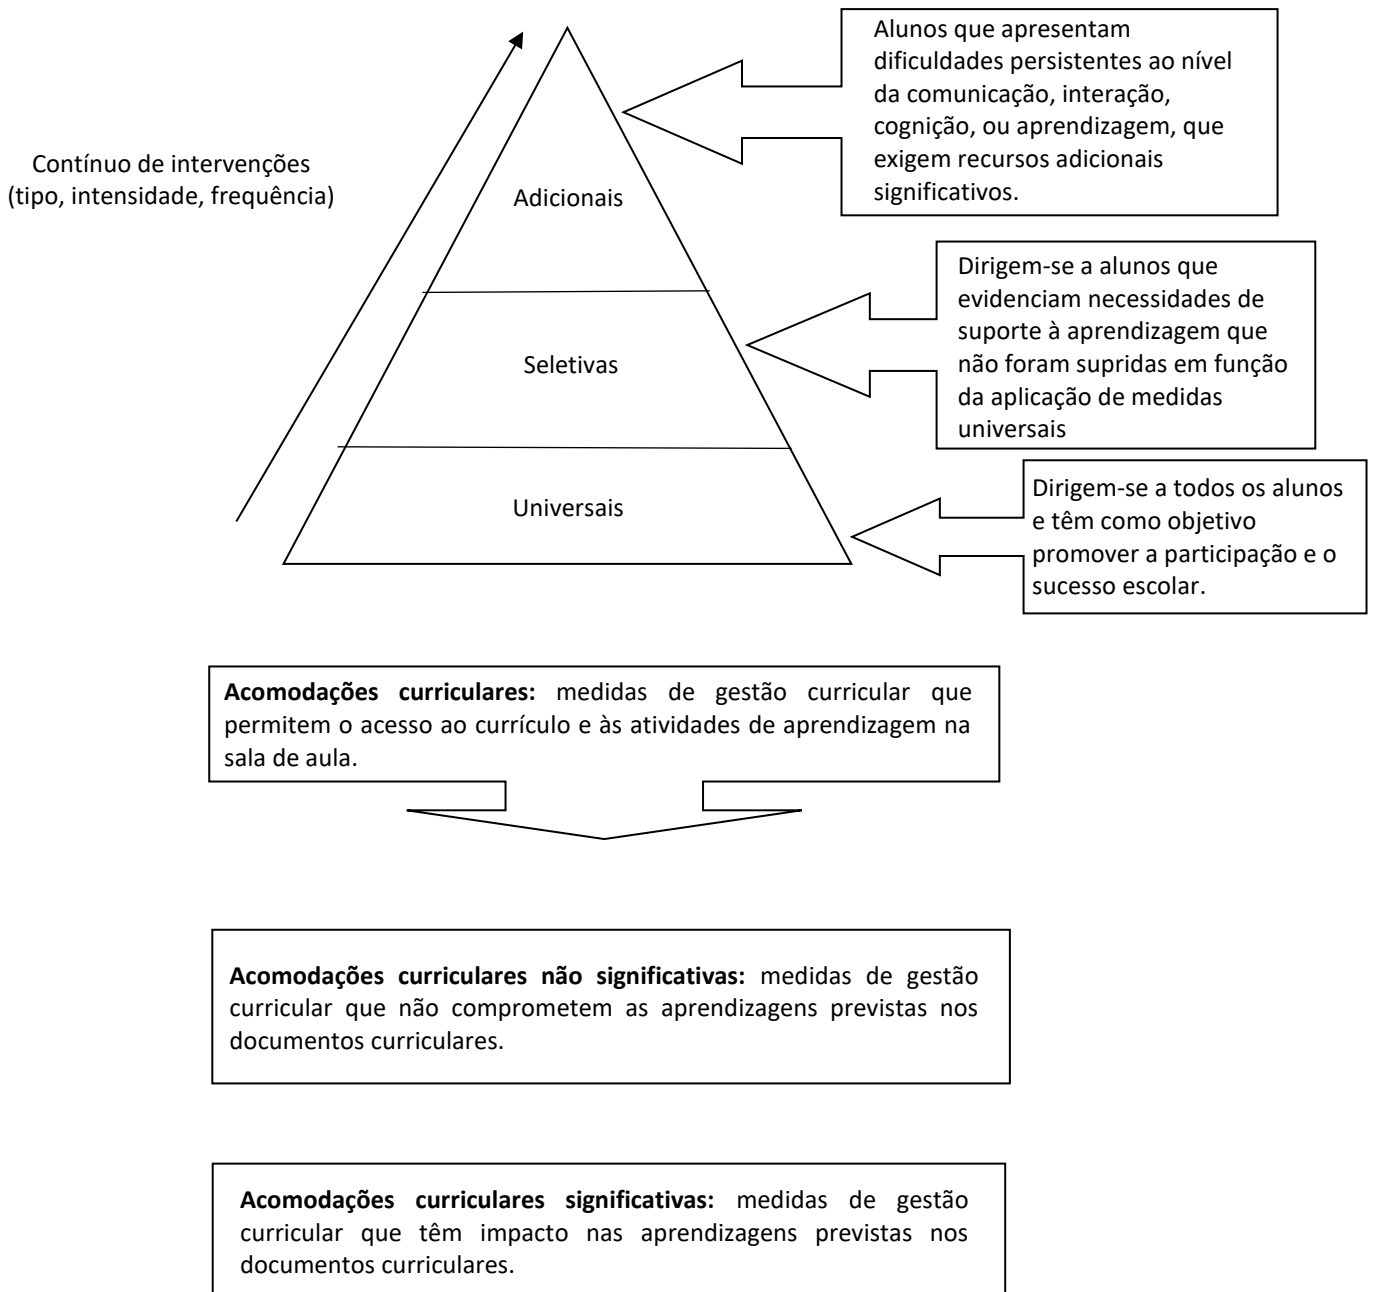 Alunos que apresentam
dificuldades persistentes ao nível
da comunicação, interação,
cognição, ou aprendizagem, que
exigem recursos adicionais
significativos.
Contínuo de intervenções
(tipo, intensidade, frequência)
Adicionais
Dirigem-se a alunos que
evidenciam necessidades de
suporte à aprendizagem que
não foram supridas em função
da aplicação de medidas
universais
Seletivas
Dirigem-se a todos os alunos
e têm como objetivo
promover a participação e o
sucesso escolar.
Universais
Acomodações curriculares: medidas de gestão curricular que
permitem o acesso ao currículo e às atividades de aprendizagem na
sala de aula.
Acomodações curriculares não significativas: medidas de gestão
curricular que não comprometem as aprendizagens previstas nos
documentos curriculares.
Acomodações curriculares significativas: medidas de gestão
curricular que têm impacto nas aprendizagens previstas nos
documentos curriculares.